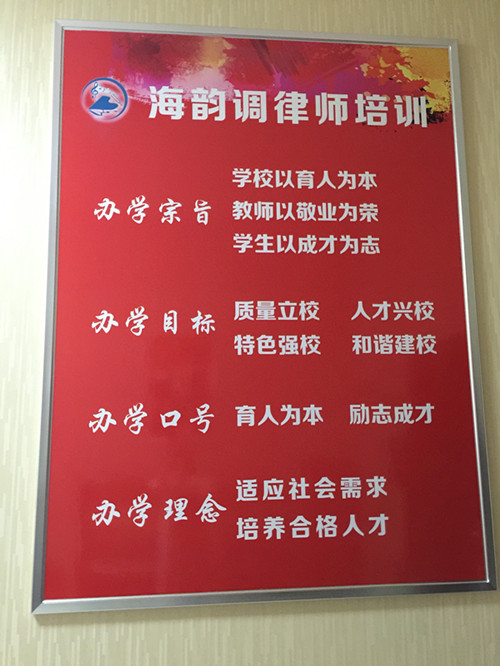 海韵调律师培训
办学宗旨
学校以育人为本
教师以敬业为荣
学生以成才为志
办学目标
质量立校 人才兴校
特色强校 和谐建校
办学口号
育人为本 励志成才
办学理念
适应社会需求
培养合格人才